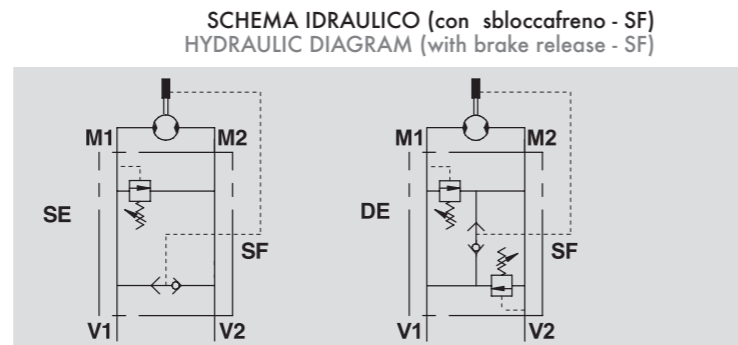 SCHEMA IDRAULICO (con sbloccafreno - SF)
HYDRAULIC DIAGRAM (with brake release - SF)
M1 M2
SE
SF
V1 V2
M1 M2
DE
SF
V1 V2